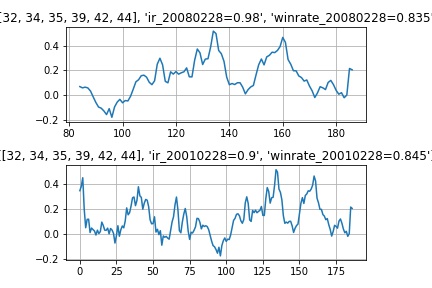 [32, 34, 35, 39, 42, 44], 'ir_20080228=0.98', 'winrate_20080228=0.835'
0.4
0.2
0.0
−0.2
80 100 120 140 160 180
[[32, 34, 35, 39, 42, 44], 'ir_20010228=0.9', 'winrate_20010228=0.845']
0.4
0.2
0.0
−0.2
0 25 50 75 100 125 150 175